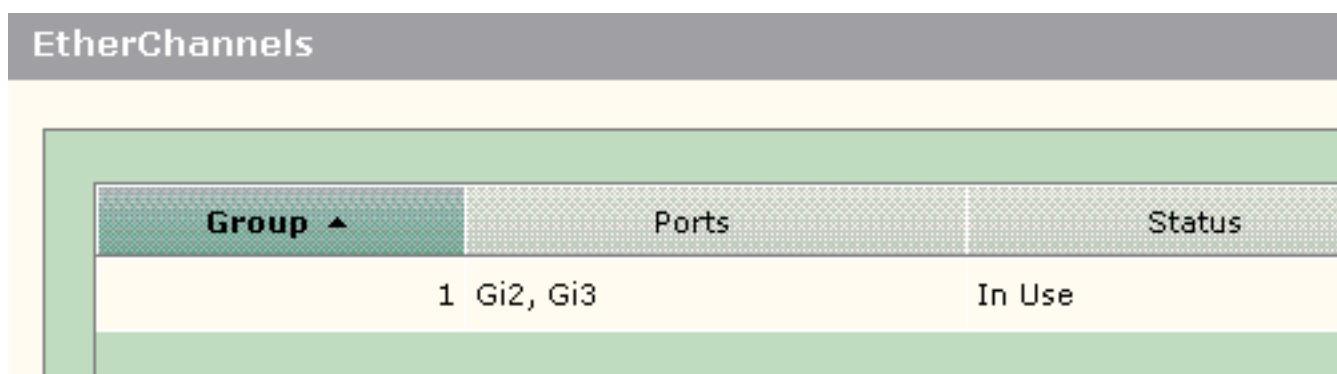 EtherChannels
Group ▲ Ports Status
1 Gi2, Gi3 In Use